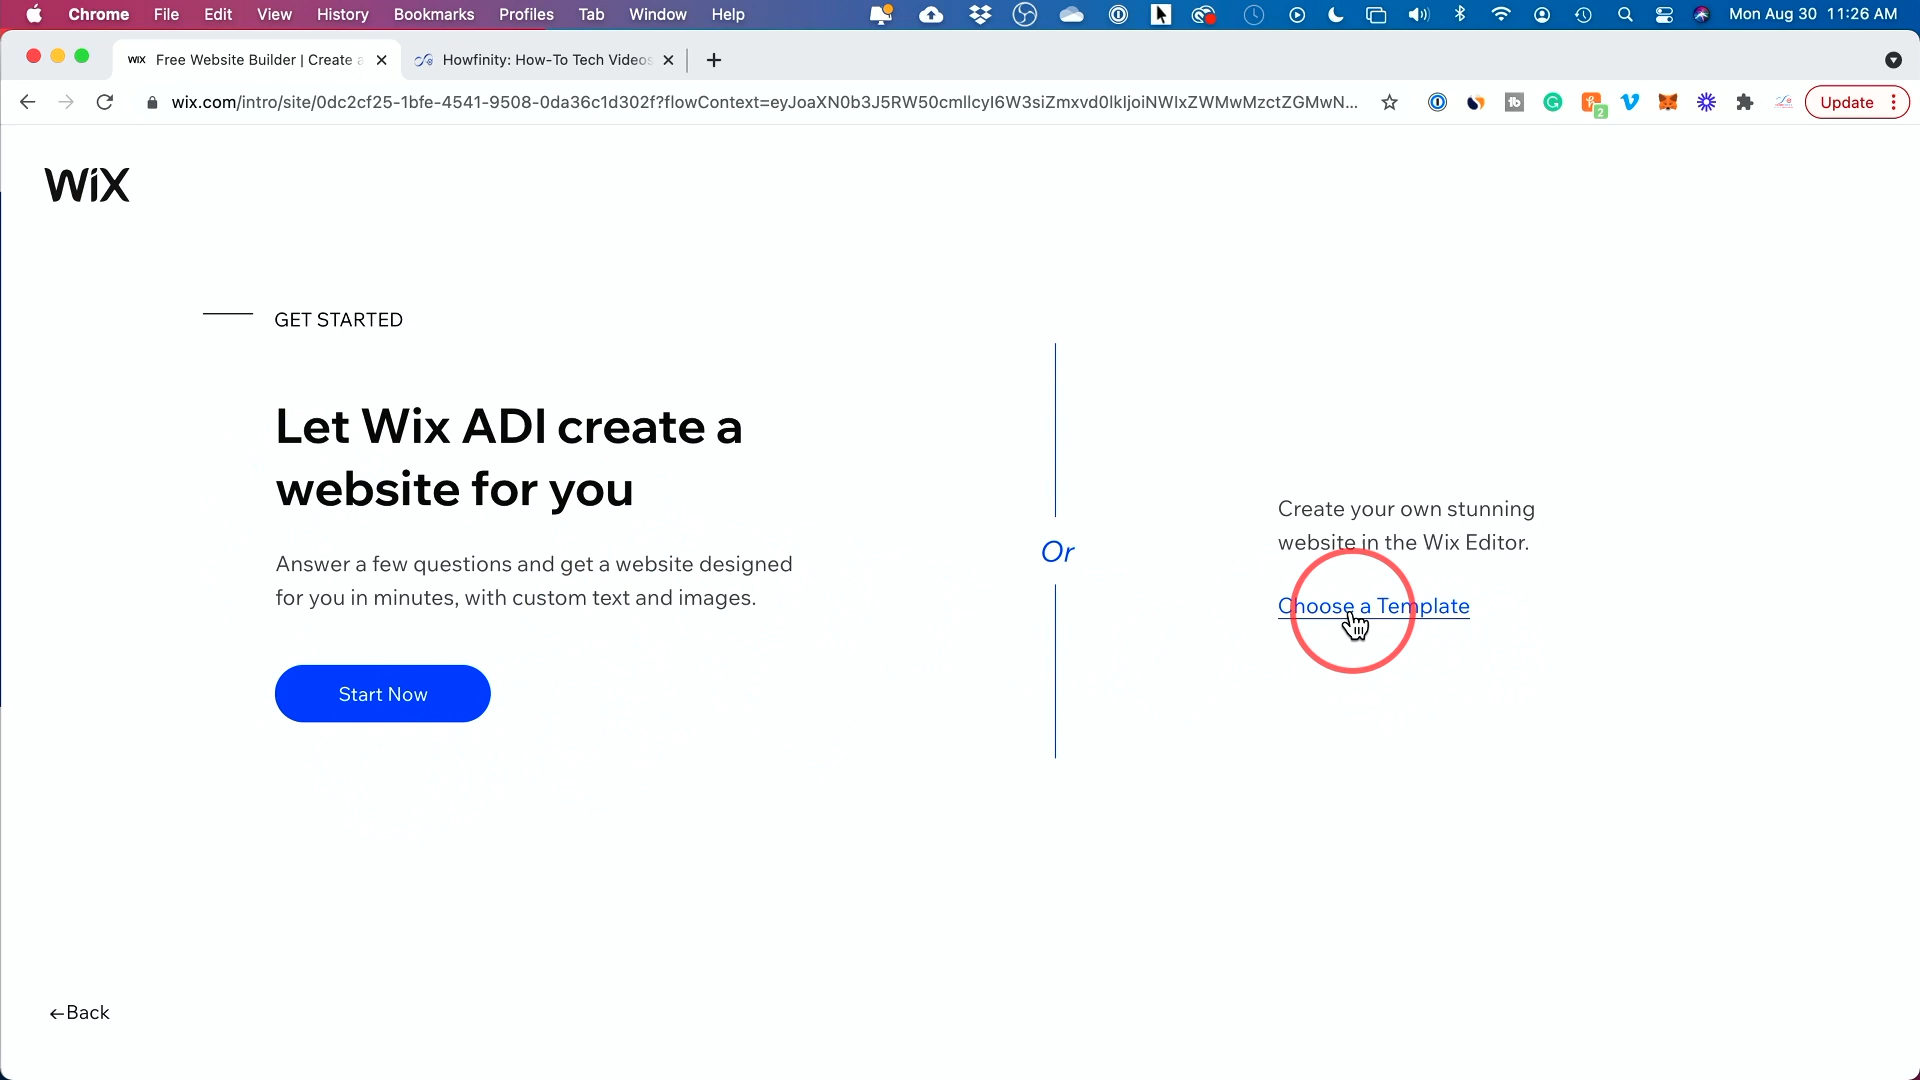 Chrome File Edit View History Bookmarks Profiles Tab Window Help Mon Aug 30 11:26 AM
WiX Free Website Builder | Create a Howfinity: How-To Tech Videos
wix.com/intro/site/0dc2cf25-1bfe-4541-9508-0da36c1d302f?flowContext=eyJoaXN0b3J5RW50cmllcyI6W3siZmxvd0lkIjoiNWIxZWMwMzctZGMwN... tb G 2 Update
WiX
GET STARTED
Let Wix ADI create a
website for you
Answer a few questions and get a website designed
for you in minutes, with custom text and images.
Start Now
Or
Create your own stunning
website in the Wix Editor.
Choose a Template
←Back